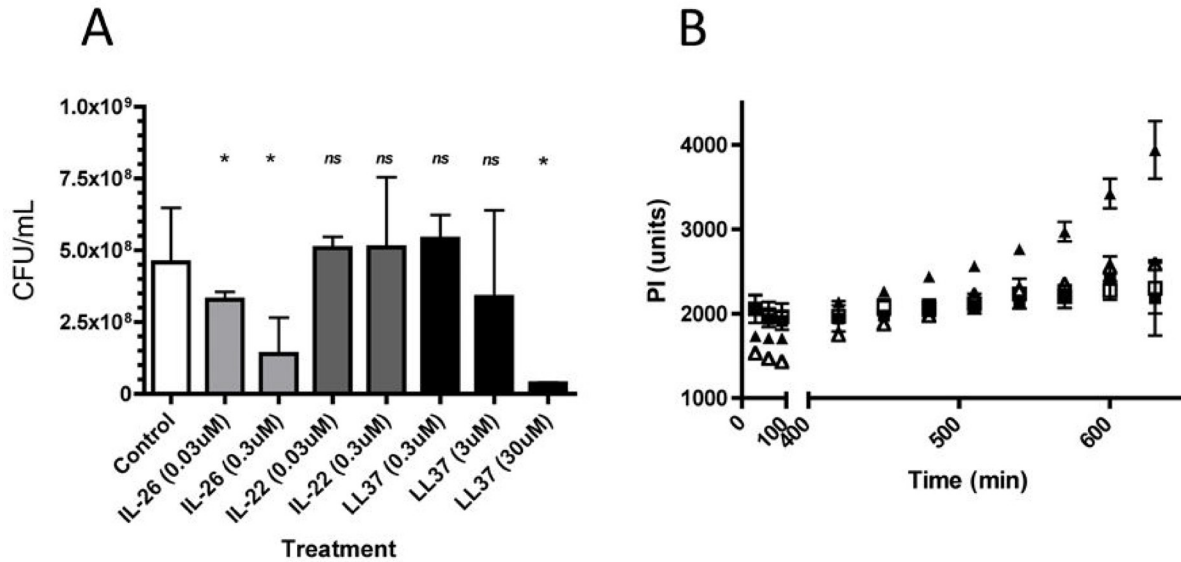 A
CFU/mL
1.0x10⁹
7.5x10⁸
5.0x10⁸
2.5x10⁸
0
* * ns ns ns ns *
Control
IL-26 (0.03uM)
IL-26 (0.3uM)
IL-22 (0.03uM)
IL-22 (0.3uM)
LL37 (0.3uM)
LL37 (3uM)
LL37 (30uM)
Treatment
B
PI (units)
4000
3000
2000
1000
0
100
400
500
600
Time (min)